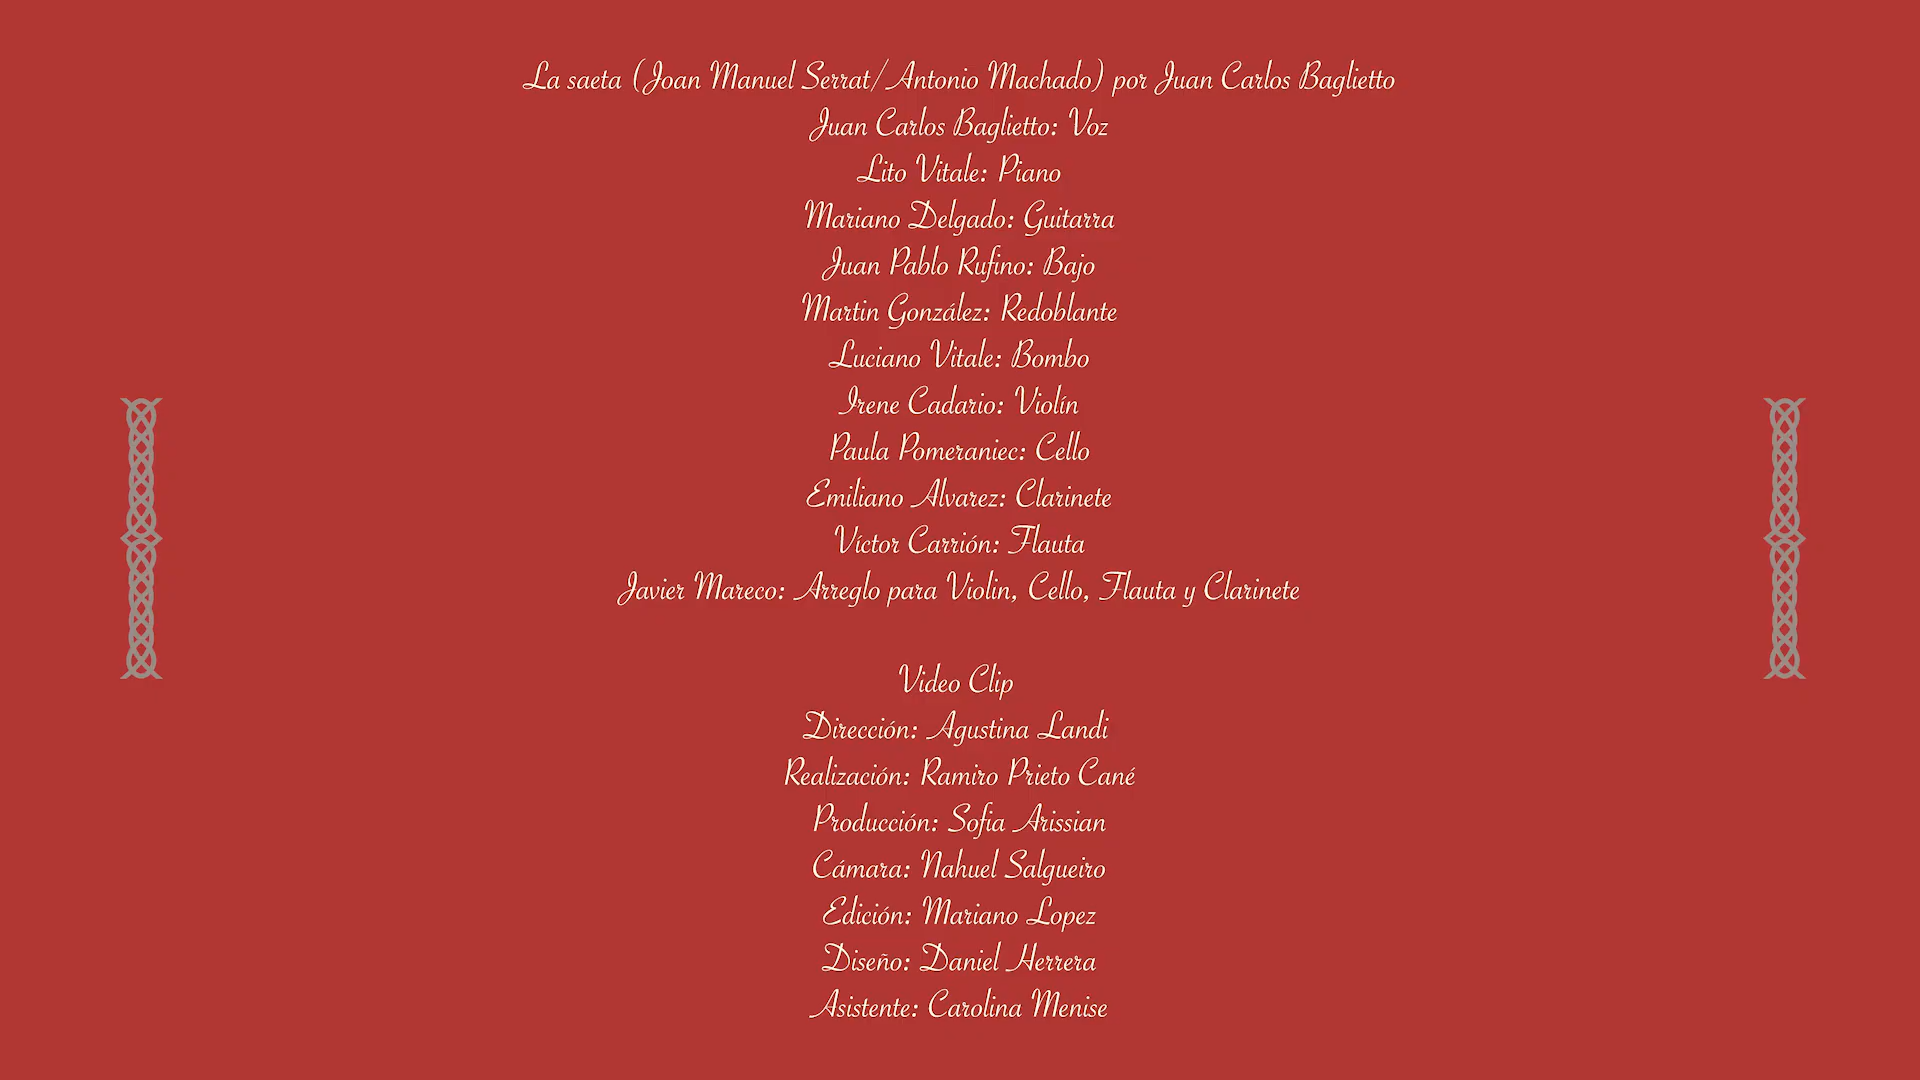 La saeta (Joan Manuel Serrat/Antonio Machado) por Juan Carlos Baglietto
Juan Carlos Baglietto: Voz
Lito Vitale: Piano
Mariano Delgado: Guitarra
Juan Pablo Rufino: Bajo
Martin González: Redoblante
Luciano Vitale: Bombo
Irene Cadario: Violín
Paula Pomeraniec: Cello
Emiliano Alvarez: Clarinete
Víctor Carrión: Flauta
Javier Mareco: Arreglo para Violin, Cello, Flauta y Clarinete
Video Clip
Dirección: Agustina Landi
Realización: Ramiro Prieto Cané
Producción: Sofia Arissian
Cámara: Nahuel Salgueiro
Edición: Mariano Lopez
Diseño: Daniel Herrera
Asistente: Carolina Menise